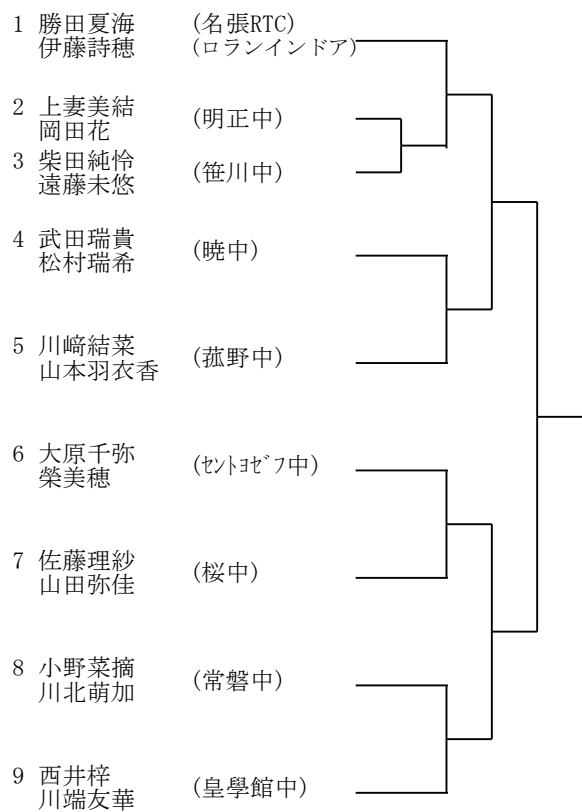 1 勝田夏海 (名張RTC)
伊藤詩穂 (ロランインドア)
2 上妻美結
岡田花 (明正中)
3 柴田純怜
遠藤未悠 (笹川中)
4 武田瑞貴
松村瑞希 (暁中)
5 川﨑結菜
山本羽衣香 (菰野中)
6 大原千弥
榮美穂 (ｾﾝﾄﾖｾﾞﾌ中)
7 佐藤理紗
山田弥佳 (桜中)
8 小野菜摘
川北萌加 (常磐中)
9 西井梓
川端友華 (皇學館中)